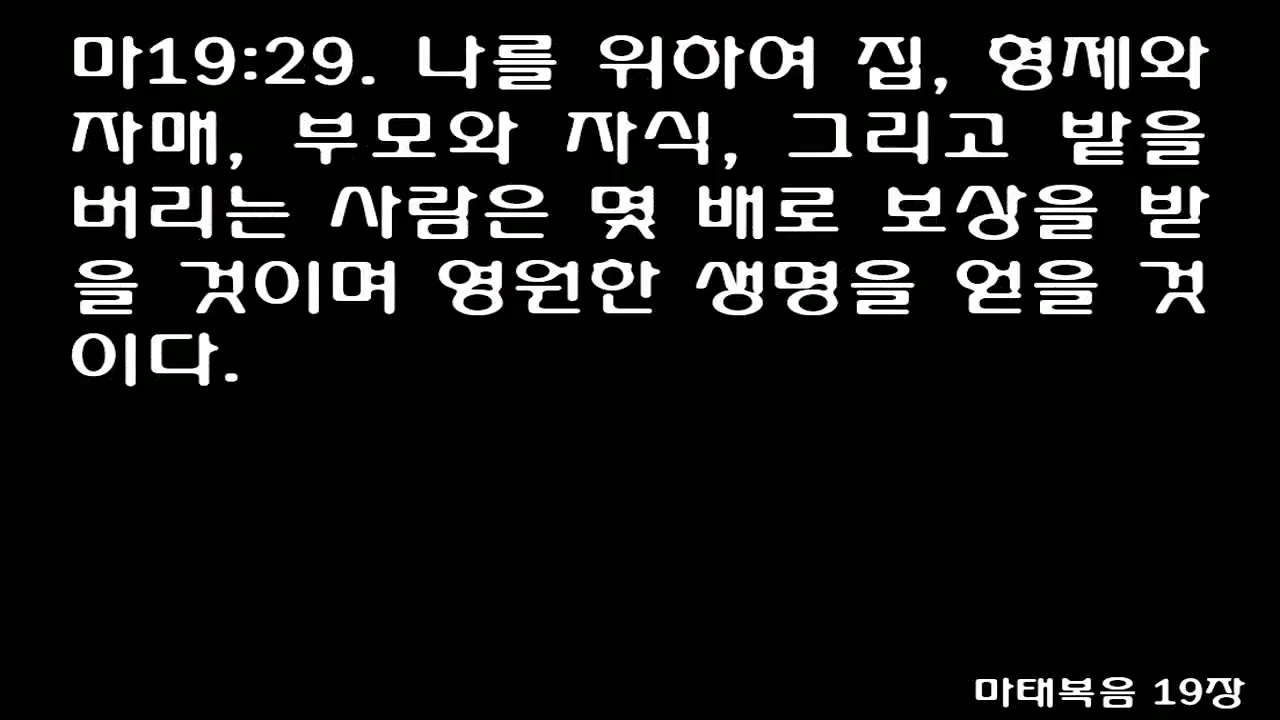 마19:29. 나를 위하여 집, 형제와
자매, 부모와 자식, 그리고 밭을
버리는 사람은 몇 배로 보상을 받
을 것이며 영원한 생명을 얻을 것
이다.
마태복음 19장